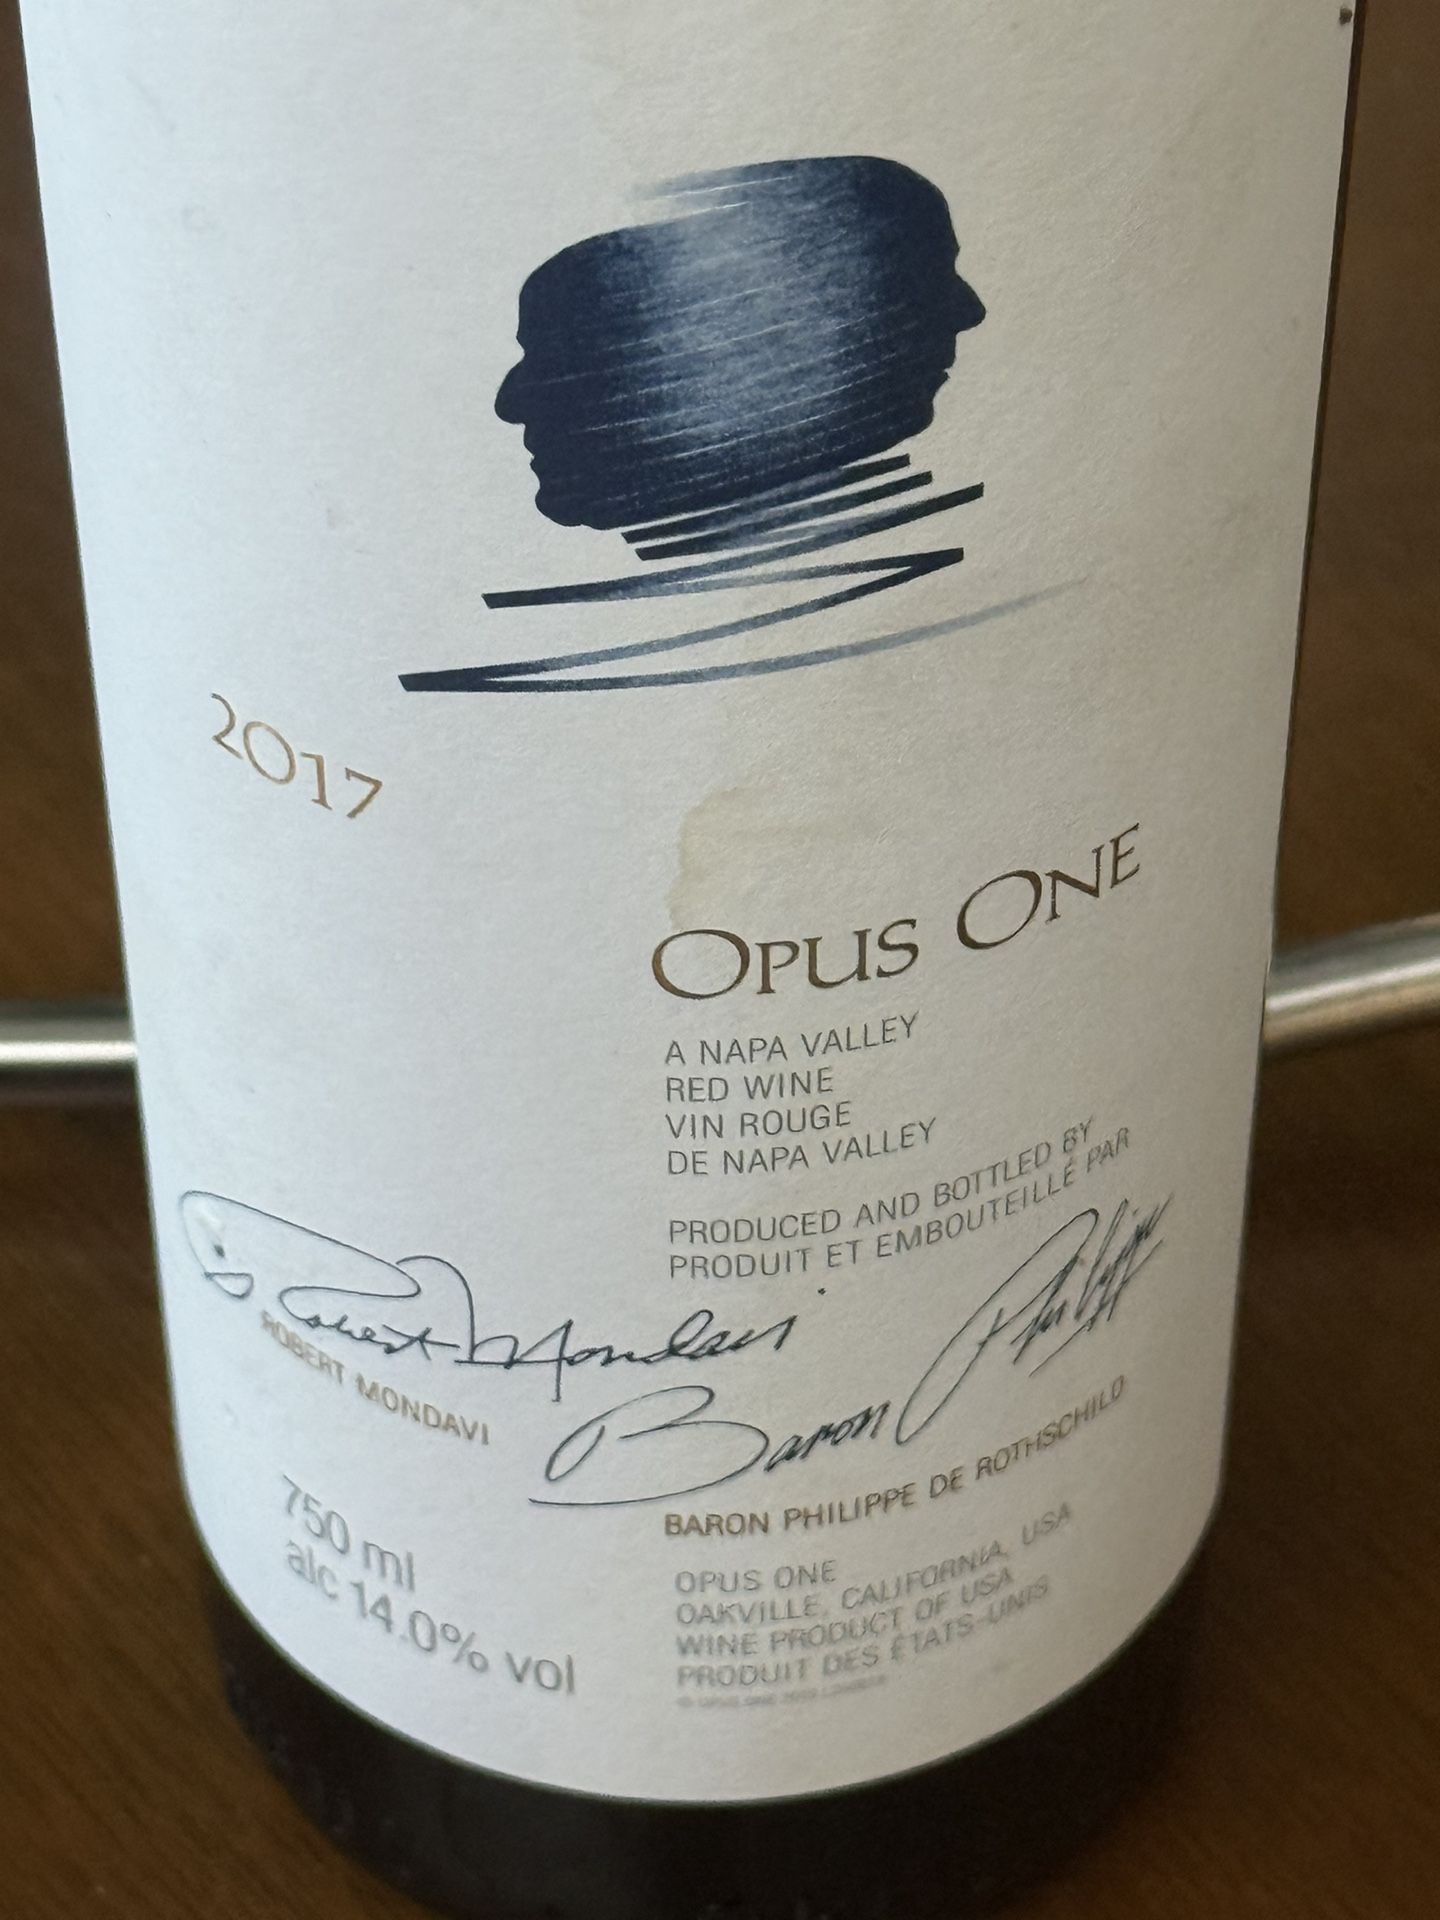 2017
OPUS ONE
A NAPA VALLEY
RED WINE
VIN ROUGE
DE NAPA VALLEY
PRODUCED AND BOTTLED BY
PRODUIT ET EMBOUTEILLÉ PAR
Robert Mondavi
ROBERT MONDAVI
Baron Philippe
BARON PHILIPPE DE ROTHSCHILD
750 ml
alc 14.0% vol
OPUS ONE
OAKVILLE, CALIFORNIA, USA
WINE PRODUCT OF USA
PRODUIT DES ÉTATS-UNIS